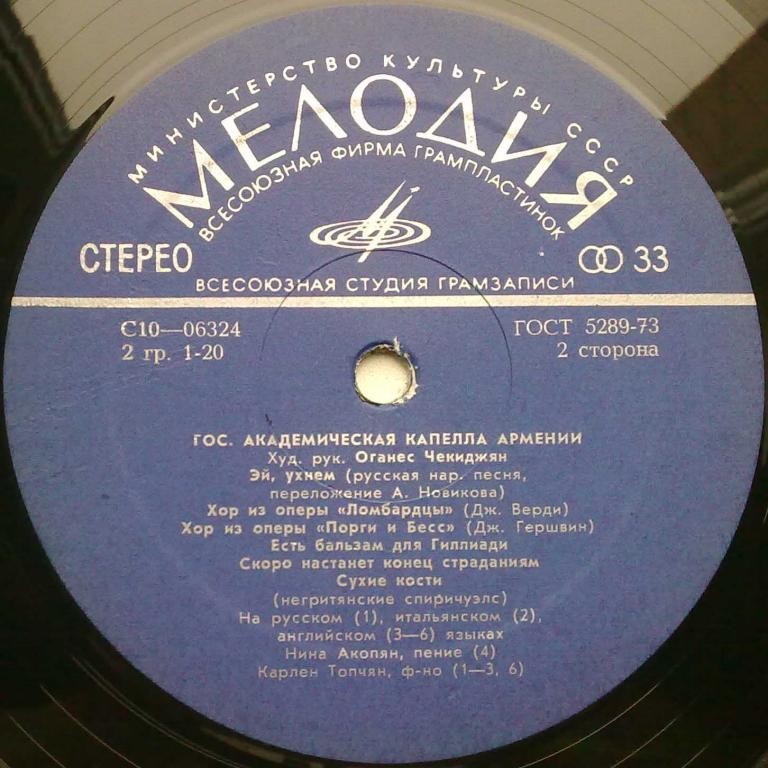 МИНИСТЕРСТВО КУЛЬТУРЫ СССР
МЕЛОДИЯ
ВСЕСОЮЗНАЯ ФИРМА ГРАМПЛАСТИНОК
СТЕРЕО
33
ВСЕСОЮЗНАЯ СТУДИЯ ГРАМЗАПИСИ
С10—06324
ГОСТ 5289-73
2 гр. 1-20
2 сторона
ГОС. АКАДЕМИЧЕСКАЯ КАПЕЛЛА АРМЕНИИ
Худ. рук. Оганес Чекиджян
Эй, ухнем (русская нар. песня,
переложение А. Новикова)
Хор из оперы «Ломбардцы» (Дж. Верди)
Хор из оперы «Порги и Бесс» (Дж. Гершвин)
Есть бальзам для Гиллиади
Скоро настанет конец страданиям
Сухие кости
(негритянские спиричуэлс)
На русском (1), итальянском (2),
английском (3—6) языках
Нина Акопян, пение (4)
Карлен Топчян, ф-но (1—3, 6)